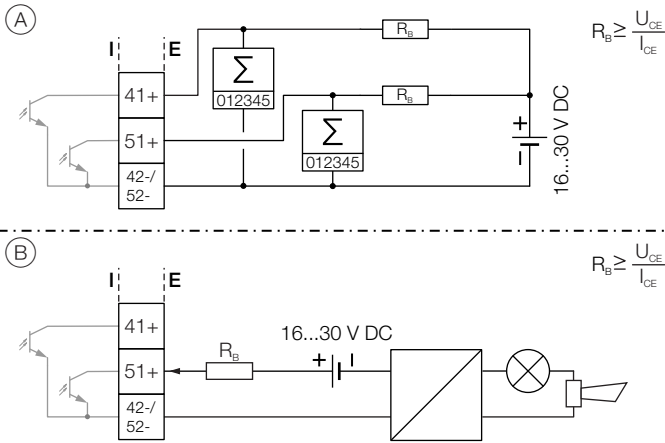 A
I E
R_B
R_B ≥ U_CE / I_CE
Σ
012345
41+
R_B
Σ
012345
51+
+
−
16...30 V DC
42-/
52-
B
I E
R_B ≥ U_CE / I_CE
41+
16...30 V DC
R_B
+ −
51+
42-/
52-